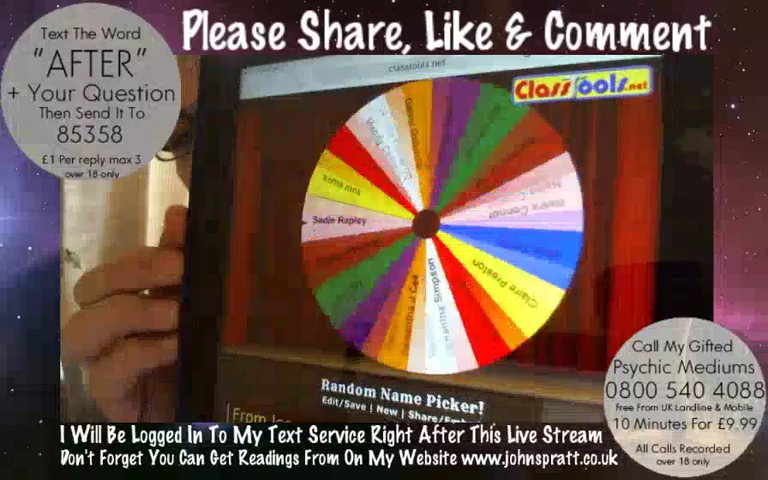 Please Share, Like & Comment
Text The Word
"AFTER"
+ Your Question
Then Send It To
85358
£1 Per reply max 3
over 18 only
classtools.net
ClassTools.net
Sadie Rapley
Claire Preston
Simpson
Random Name Picker!
Edit/Save | New | Share/
From
Call My Gifted
Psychic Mediums
0800 540 4088
Free From UK Landline & Mobile
10 Minutes For £9.99
All Calls Recorded
over 18 only
I Will Be Logged In To My Text Service Right After This Live Stream
Don't Forget You Can Get Readings From On My Website www.johnspratt.co.uk